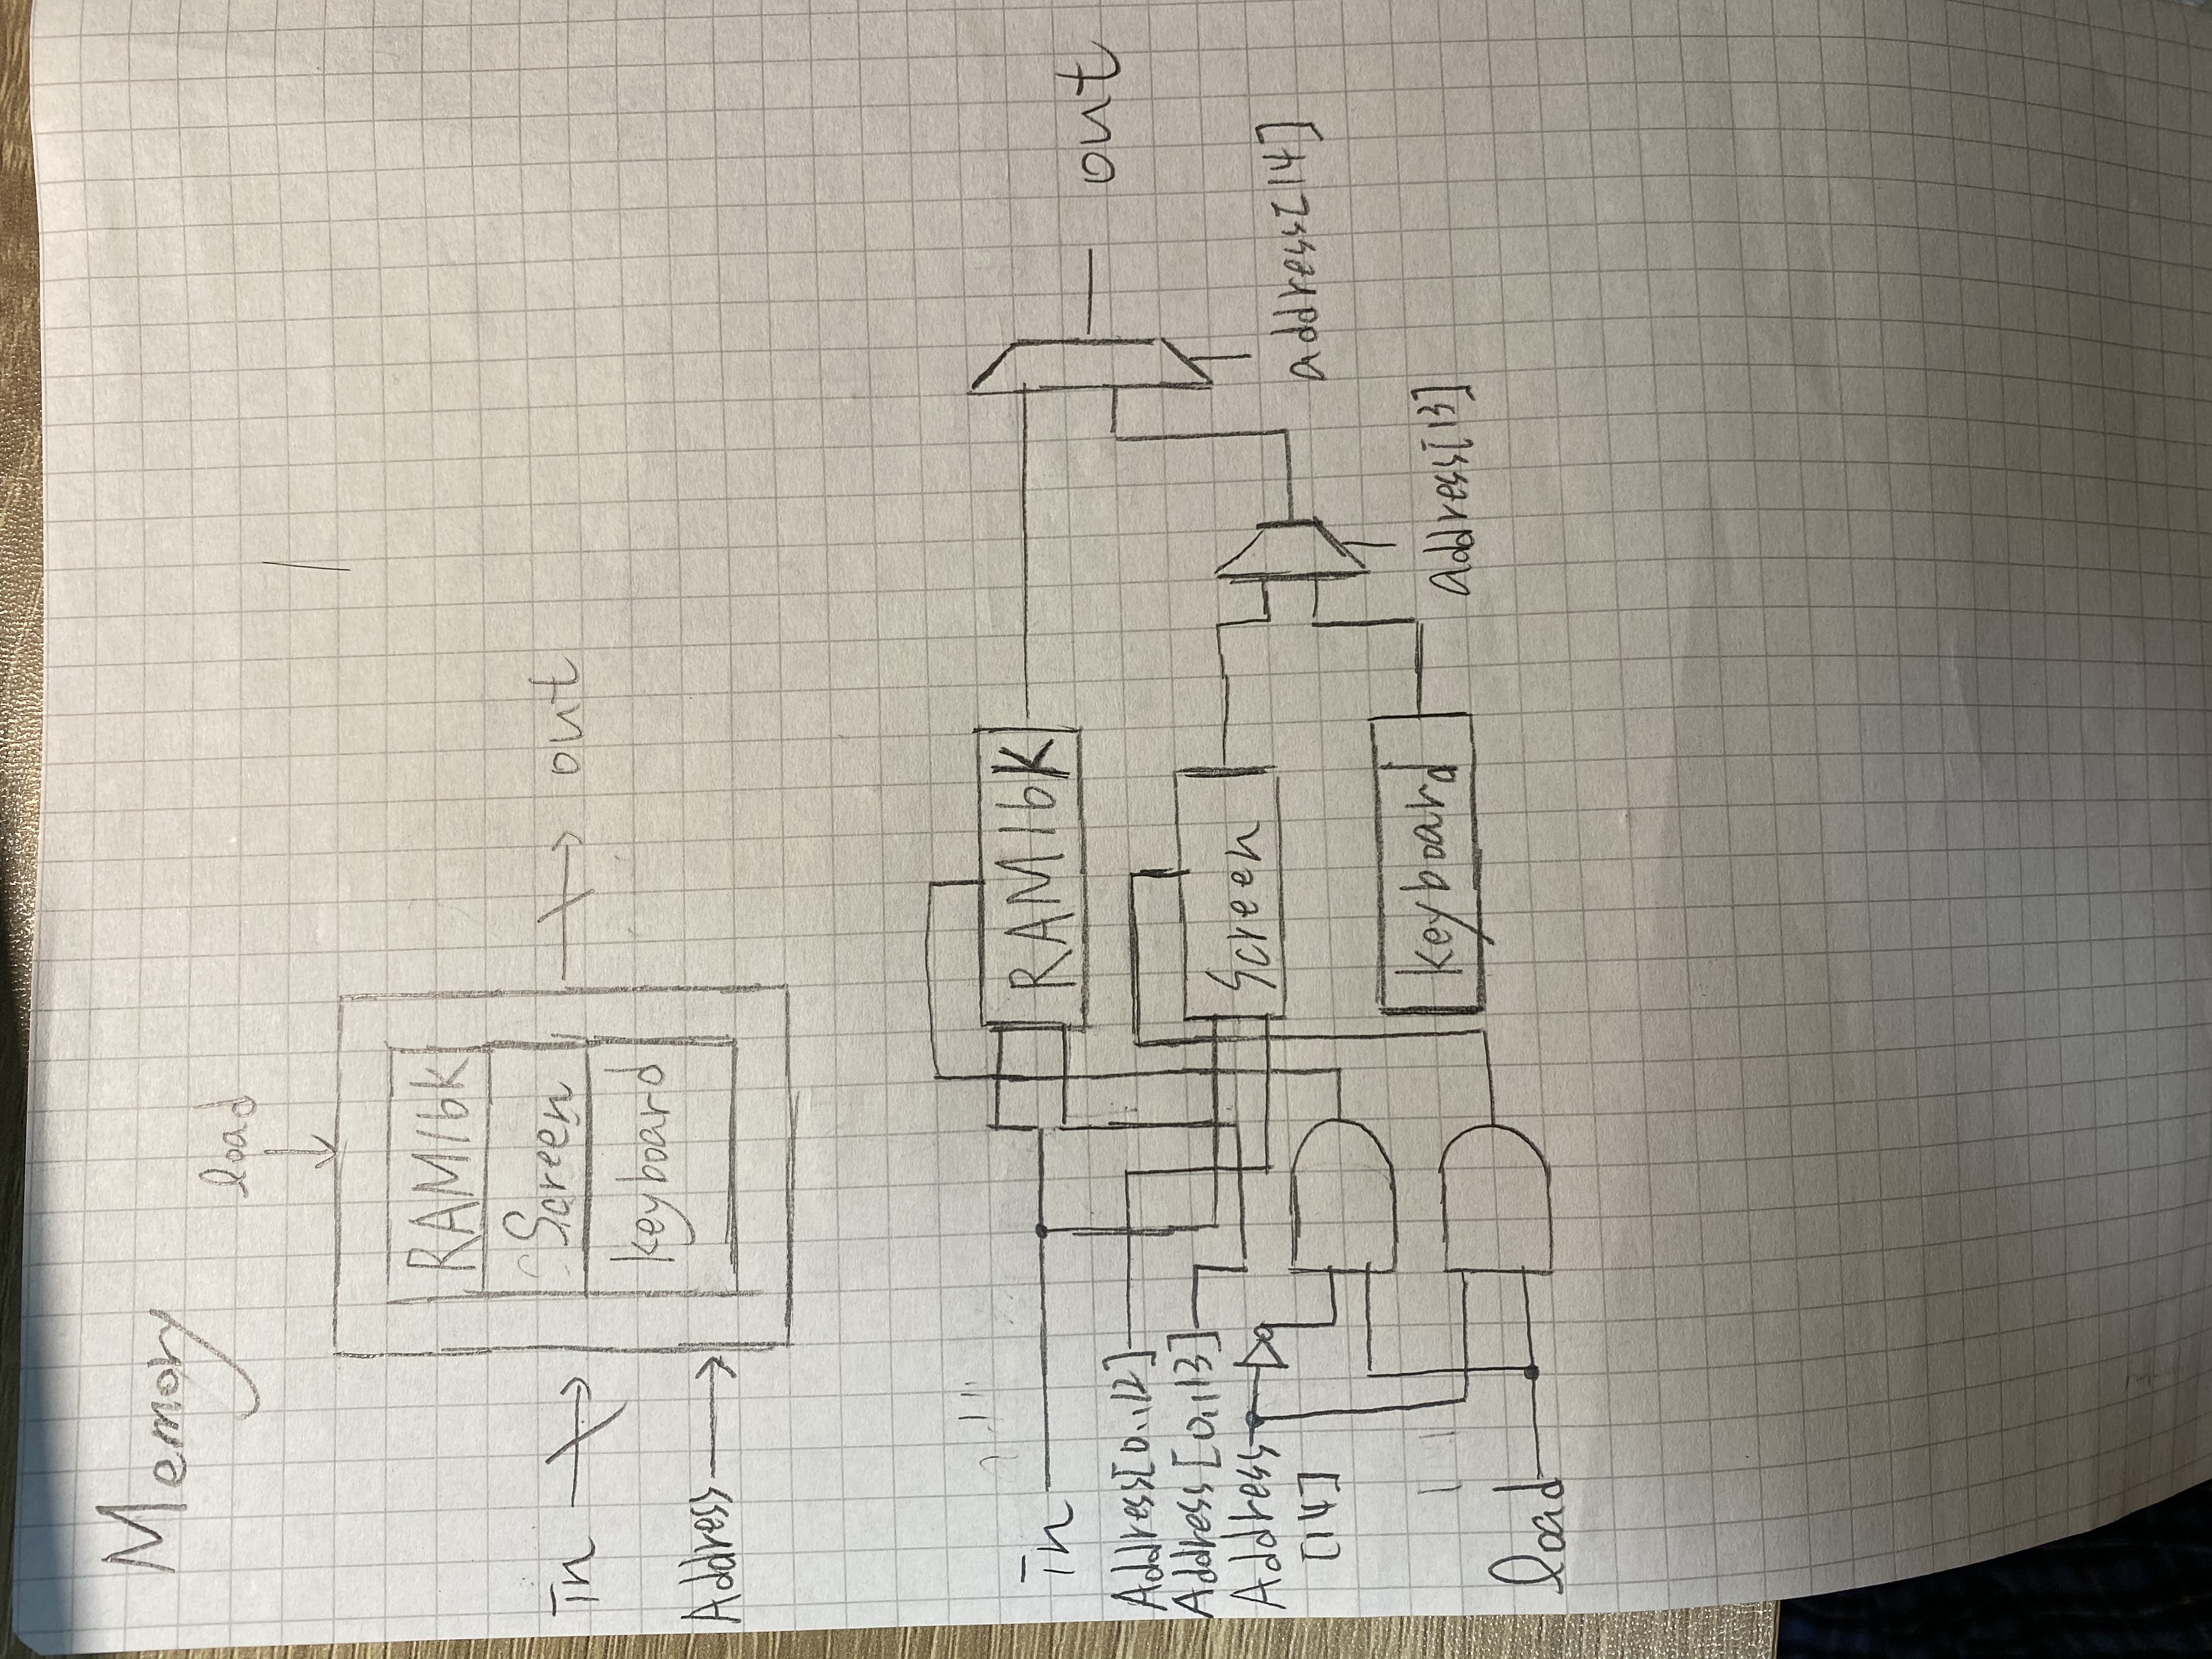 Memory
load
RAM16K
Screen
in
out
keyboard
Address
in
RAM16K
out
Address[0..12]
Address[0..13]
Address
[14]
Screen
address[14]
keyboard
address[13]
load